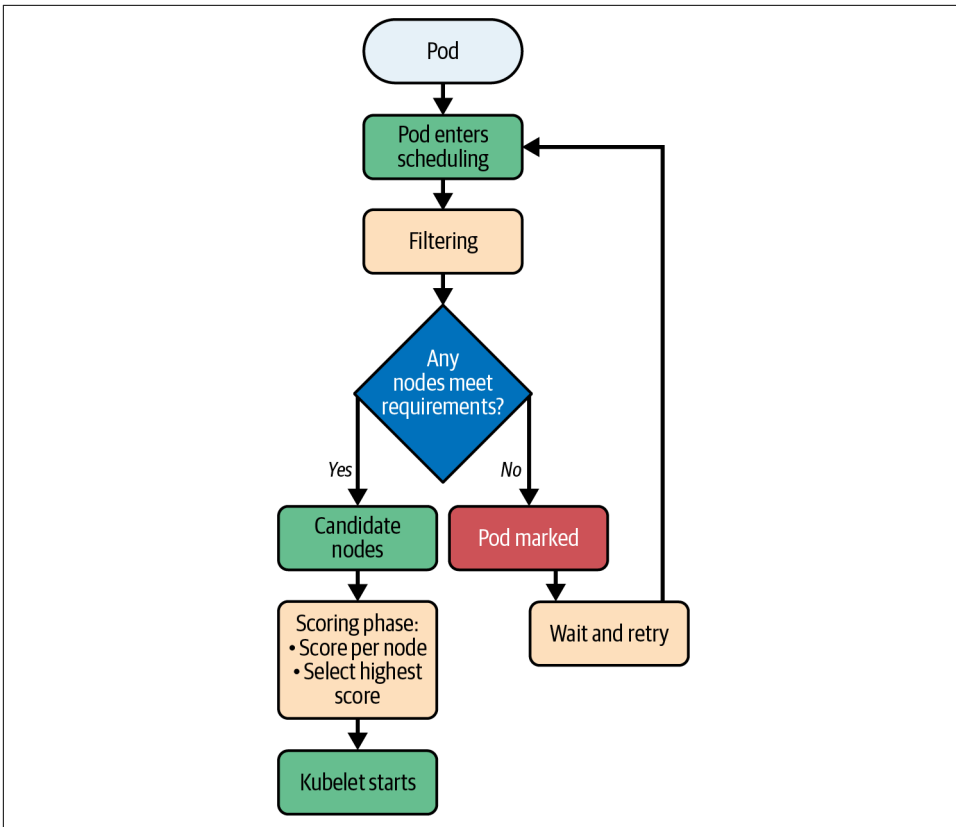 Pod
Pod enters
scheduling
Filtering
Any
nodes meet
requirements?
Yes
No
Candidate
nodes
Pod marked
Scoring phase:
• Score per node
• Select highest
score
Wait and retry
Kubelet starts